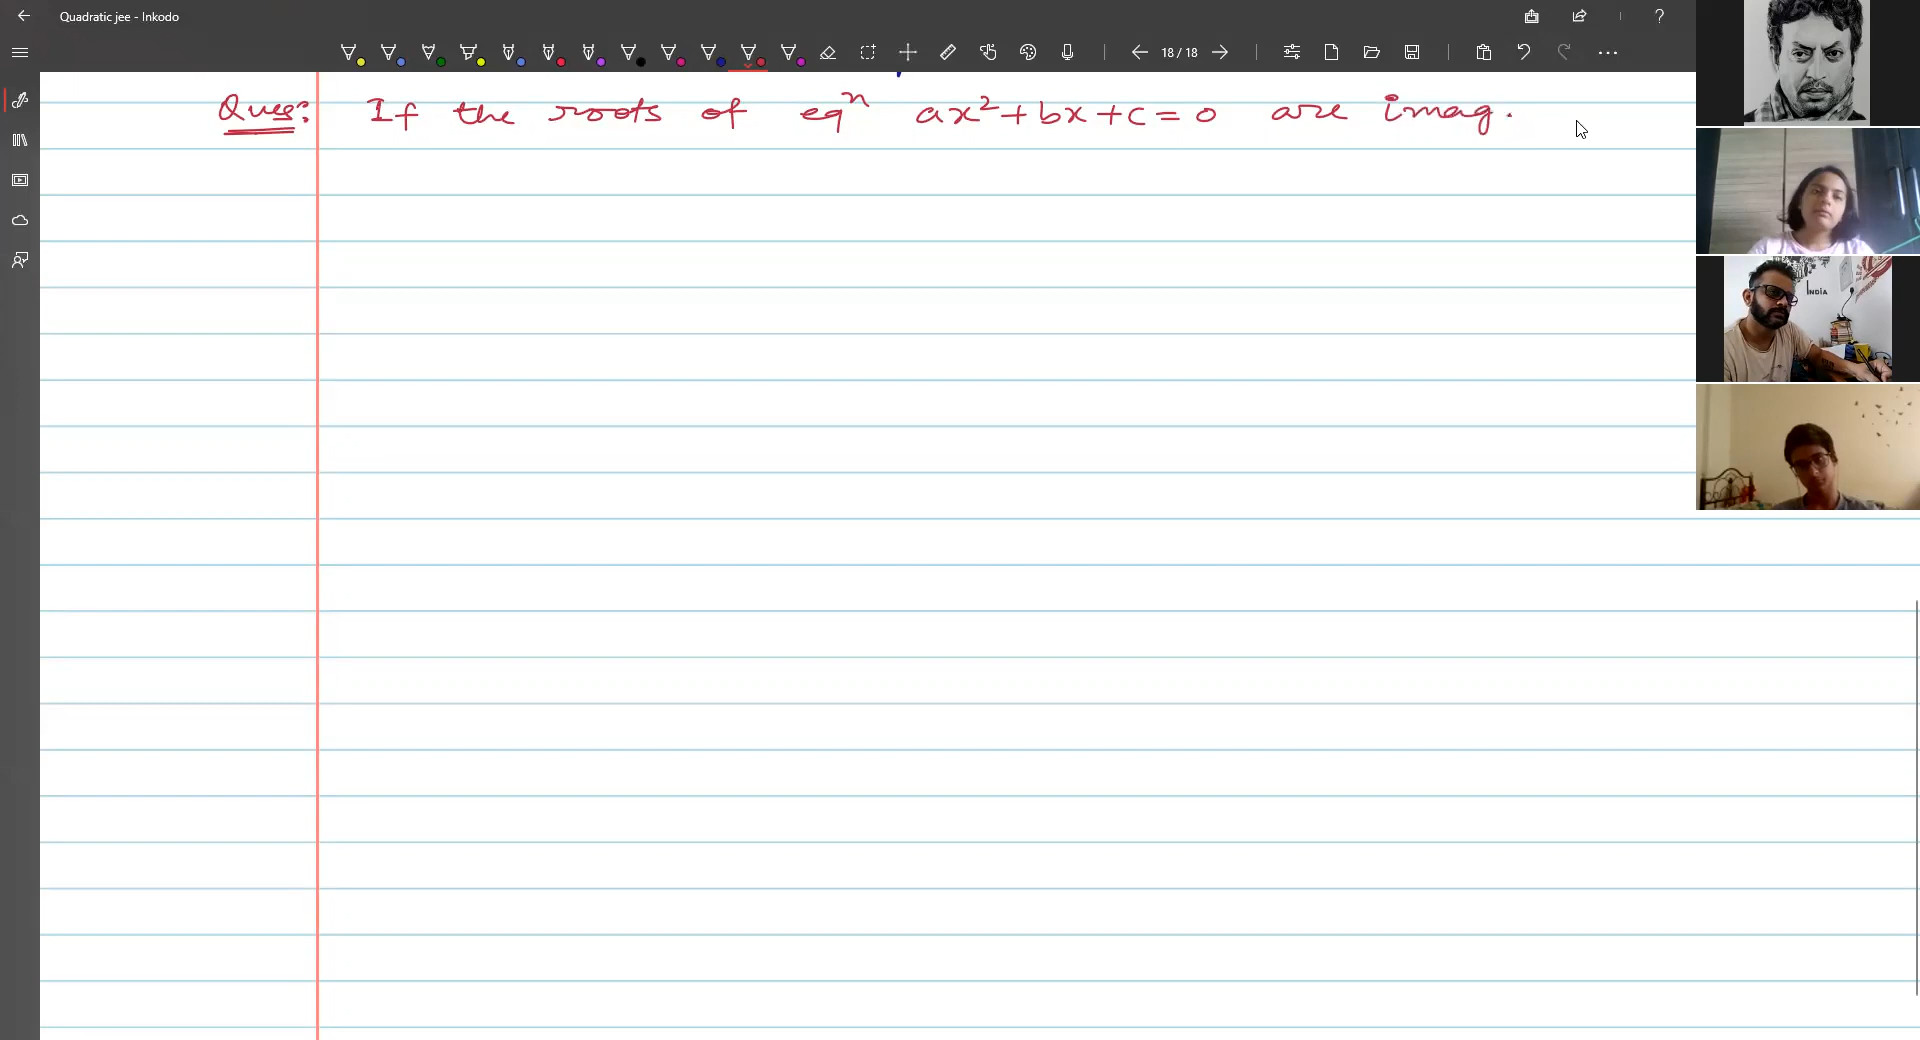 Quadratic jee - Inkodo
18 / 18
Ques: If the roots of eqⁿ ax²+bx+c=0 are imag.
INDIA